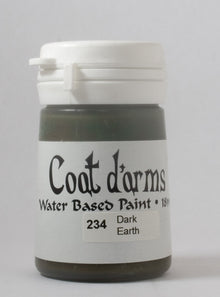 Coat d'arms
Water Based Paint •
234 Dark
Earth